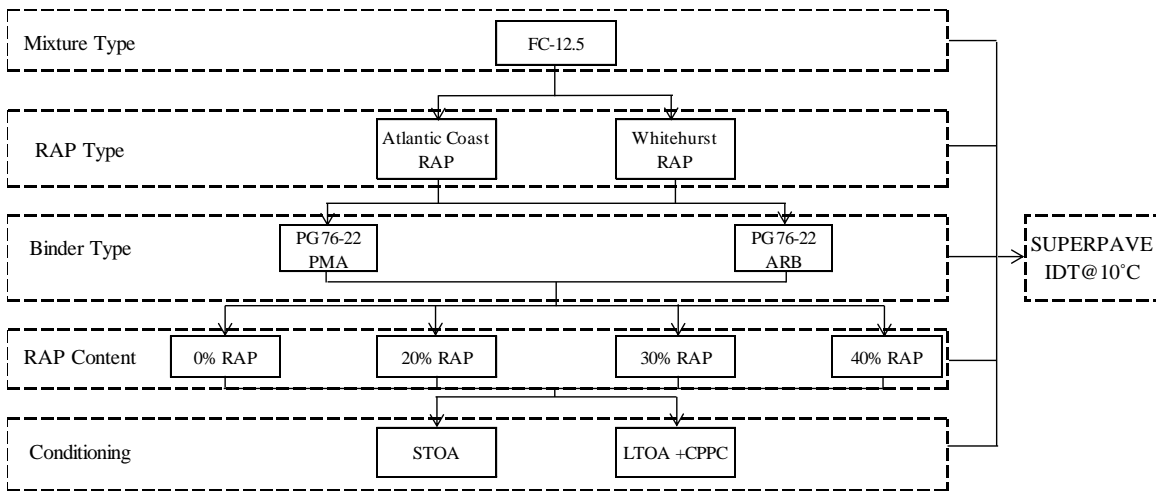 Mixture Type
FC-12.5
RAP Type
Atlantic Coast
RAP
Whitehurst
RAP
Binder Type
PG76-22
PMA
PG76-22
ARB
SUPERPAVE
IDT@10˚C
RAP Content
0% RAP
20% RAP
30% RAP
40% RAP
Conditioning
STOA
LTOA +CPPC